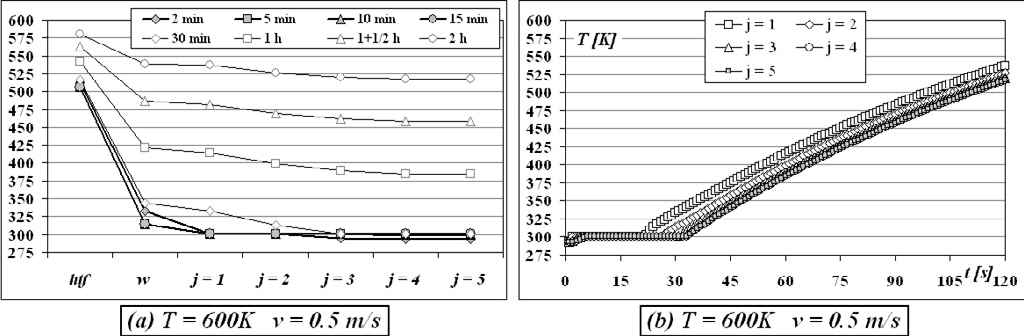 600
575
550
525
500
475
450
425
400
375
350
325
300
275
2 min 5 min 10 min 15 min
30 min 1 h 1+1/2 h 2 h
htf w j = 1 j = 2 j = 3 j = 4 j = 5
(a) T = 600K v = 0.5 m/s
600
575
550
525
500
475
450
425
400
375
350
325
300
275
T [K]
j = 1 j = 2
j = 3 j = 4
j = 5
0 15 30 45 60 75 90 105 t [s] 120
(b) T = 600K v = 0.5 m/s